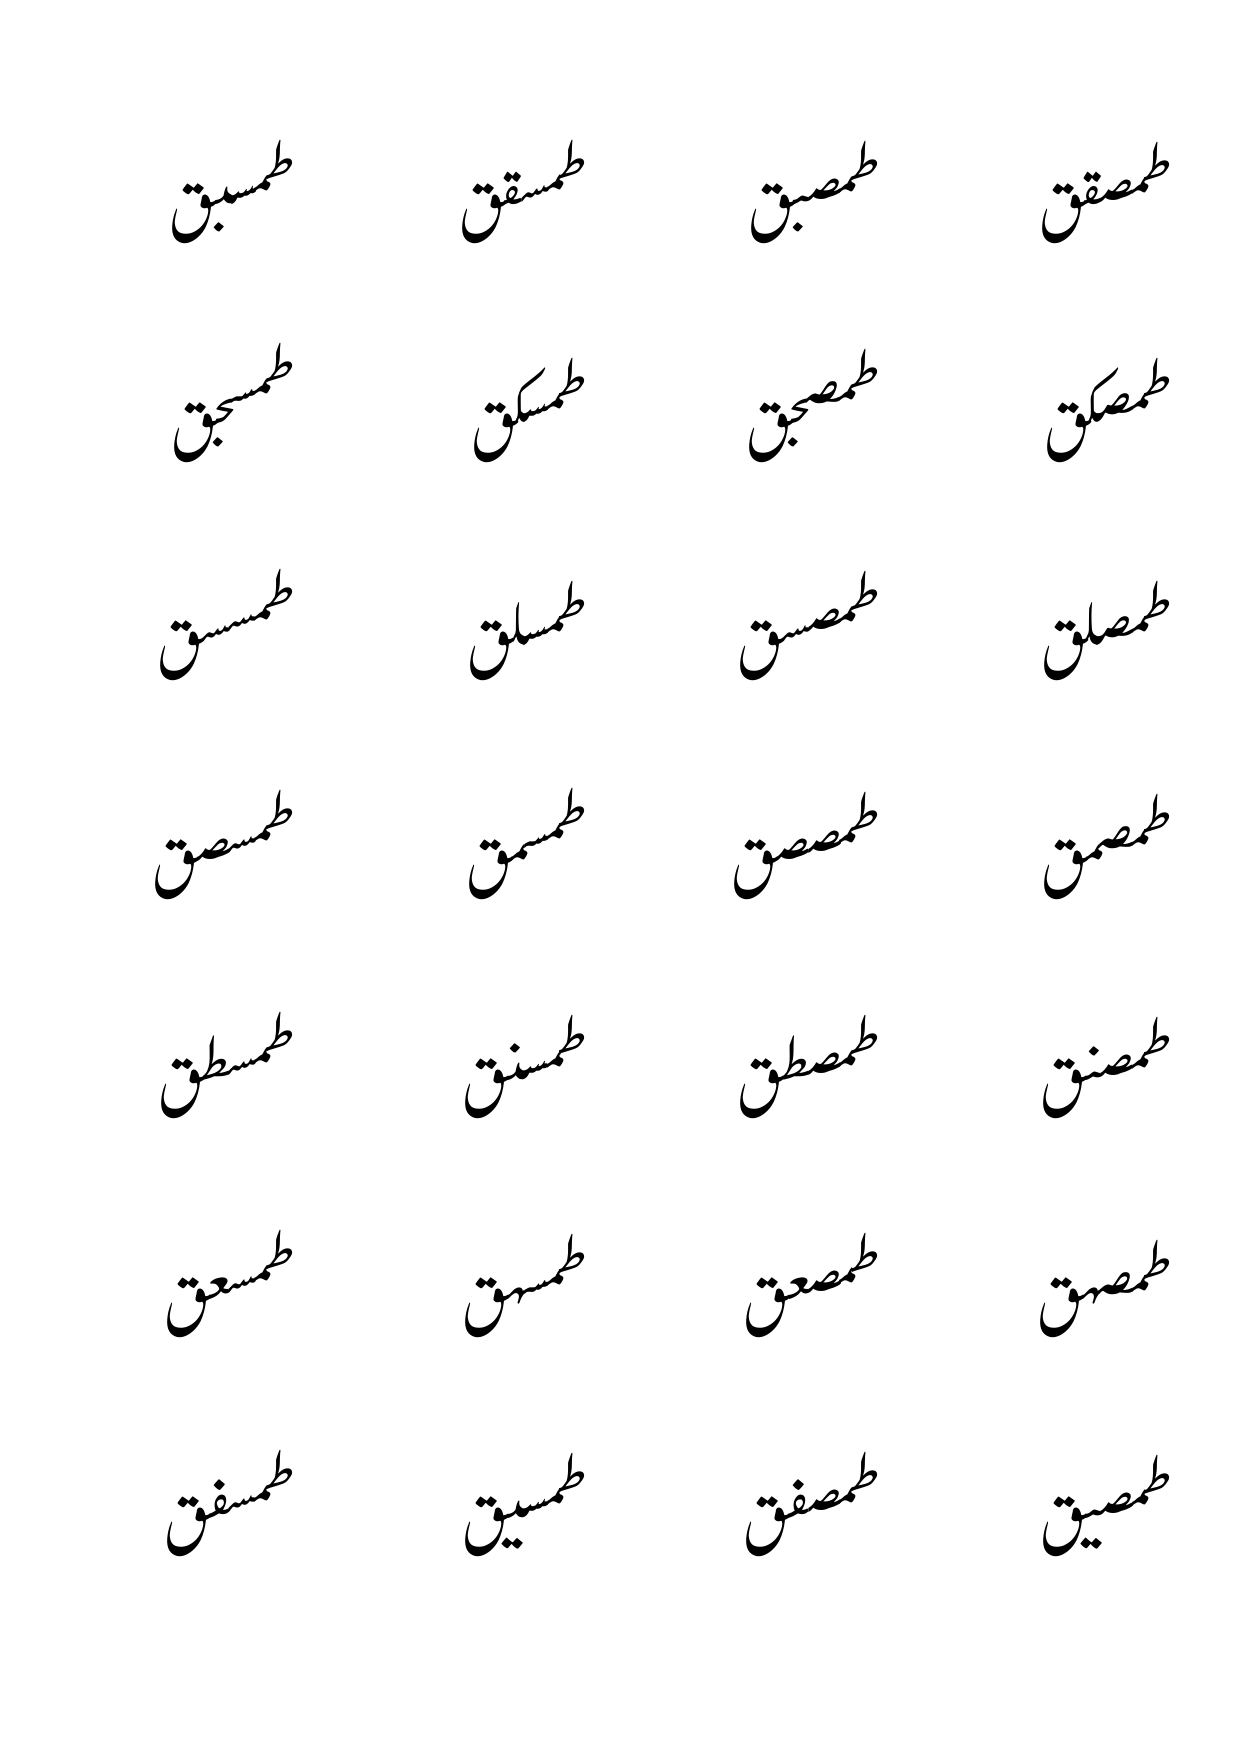 طمصقق طمصبق طمسقق طمسبق
طمصكق طمصجق طمسكق طمسجق
طمصلق طمصسق طمسلق طمسسق
طمصمق طمصصق طمسمق طمسصق
طمصنق طمصطق طمسنق طمسطق
طمصهق طمصعق طمسهق طمسعق
طمصيق طمصفق طمسيق طمسفق